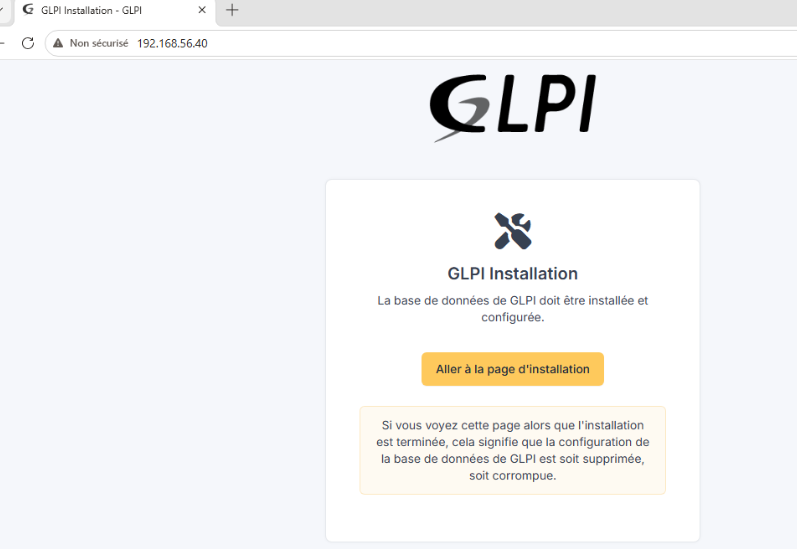 GLPI Installation - GLPI
Non sécurisé 192.168.56.40
GLPI
GLPI Installation
La base de données de GLPI doit être installée et
configurée.
Aller à la page d'installation
Si vous voyez cette page alors que l'installation
est terminée, cela signifie que la configuration de
la base de données de GLPI est soit supprimée,
soit corrompue.